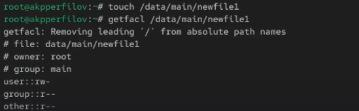 root@akpperfilov:~# touch /data/main/newfile1
root@akpperfilov:~# getfacl /data/main/newfile1
getfacl: Removing leading '/' from absolute path names
# file: data/main/newfile1
# owner: root
# group: main
user::rw-
group::r--
other::r--